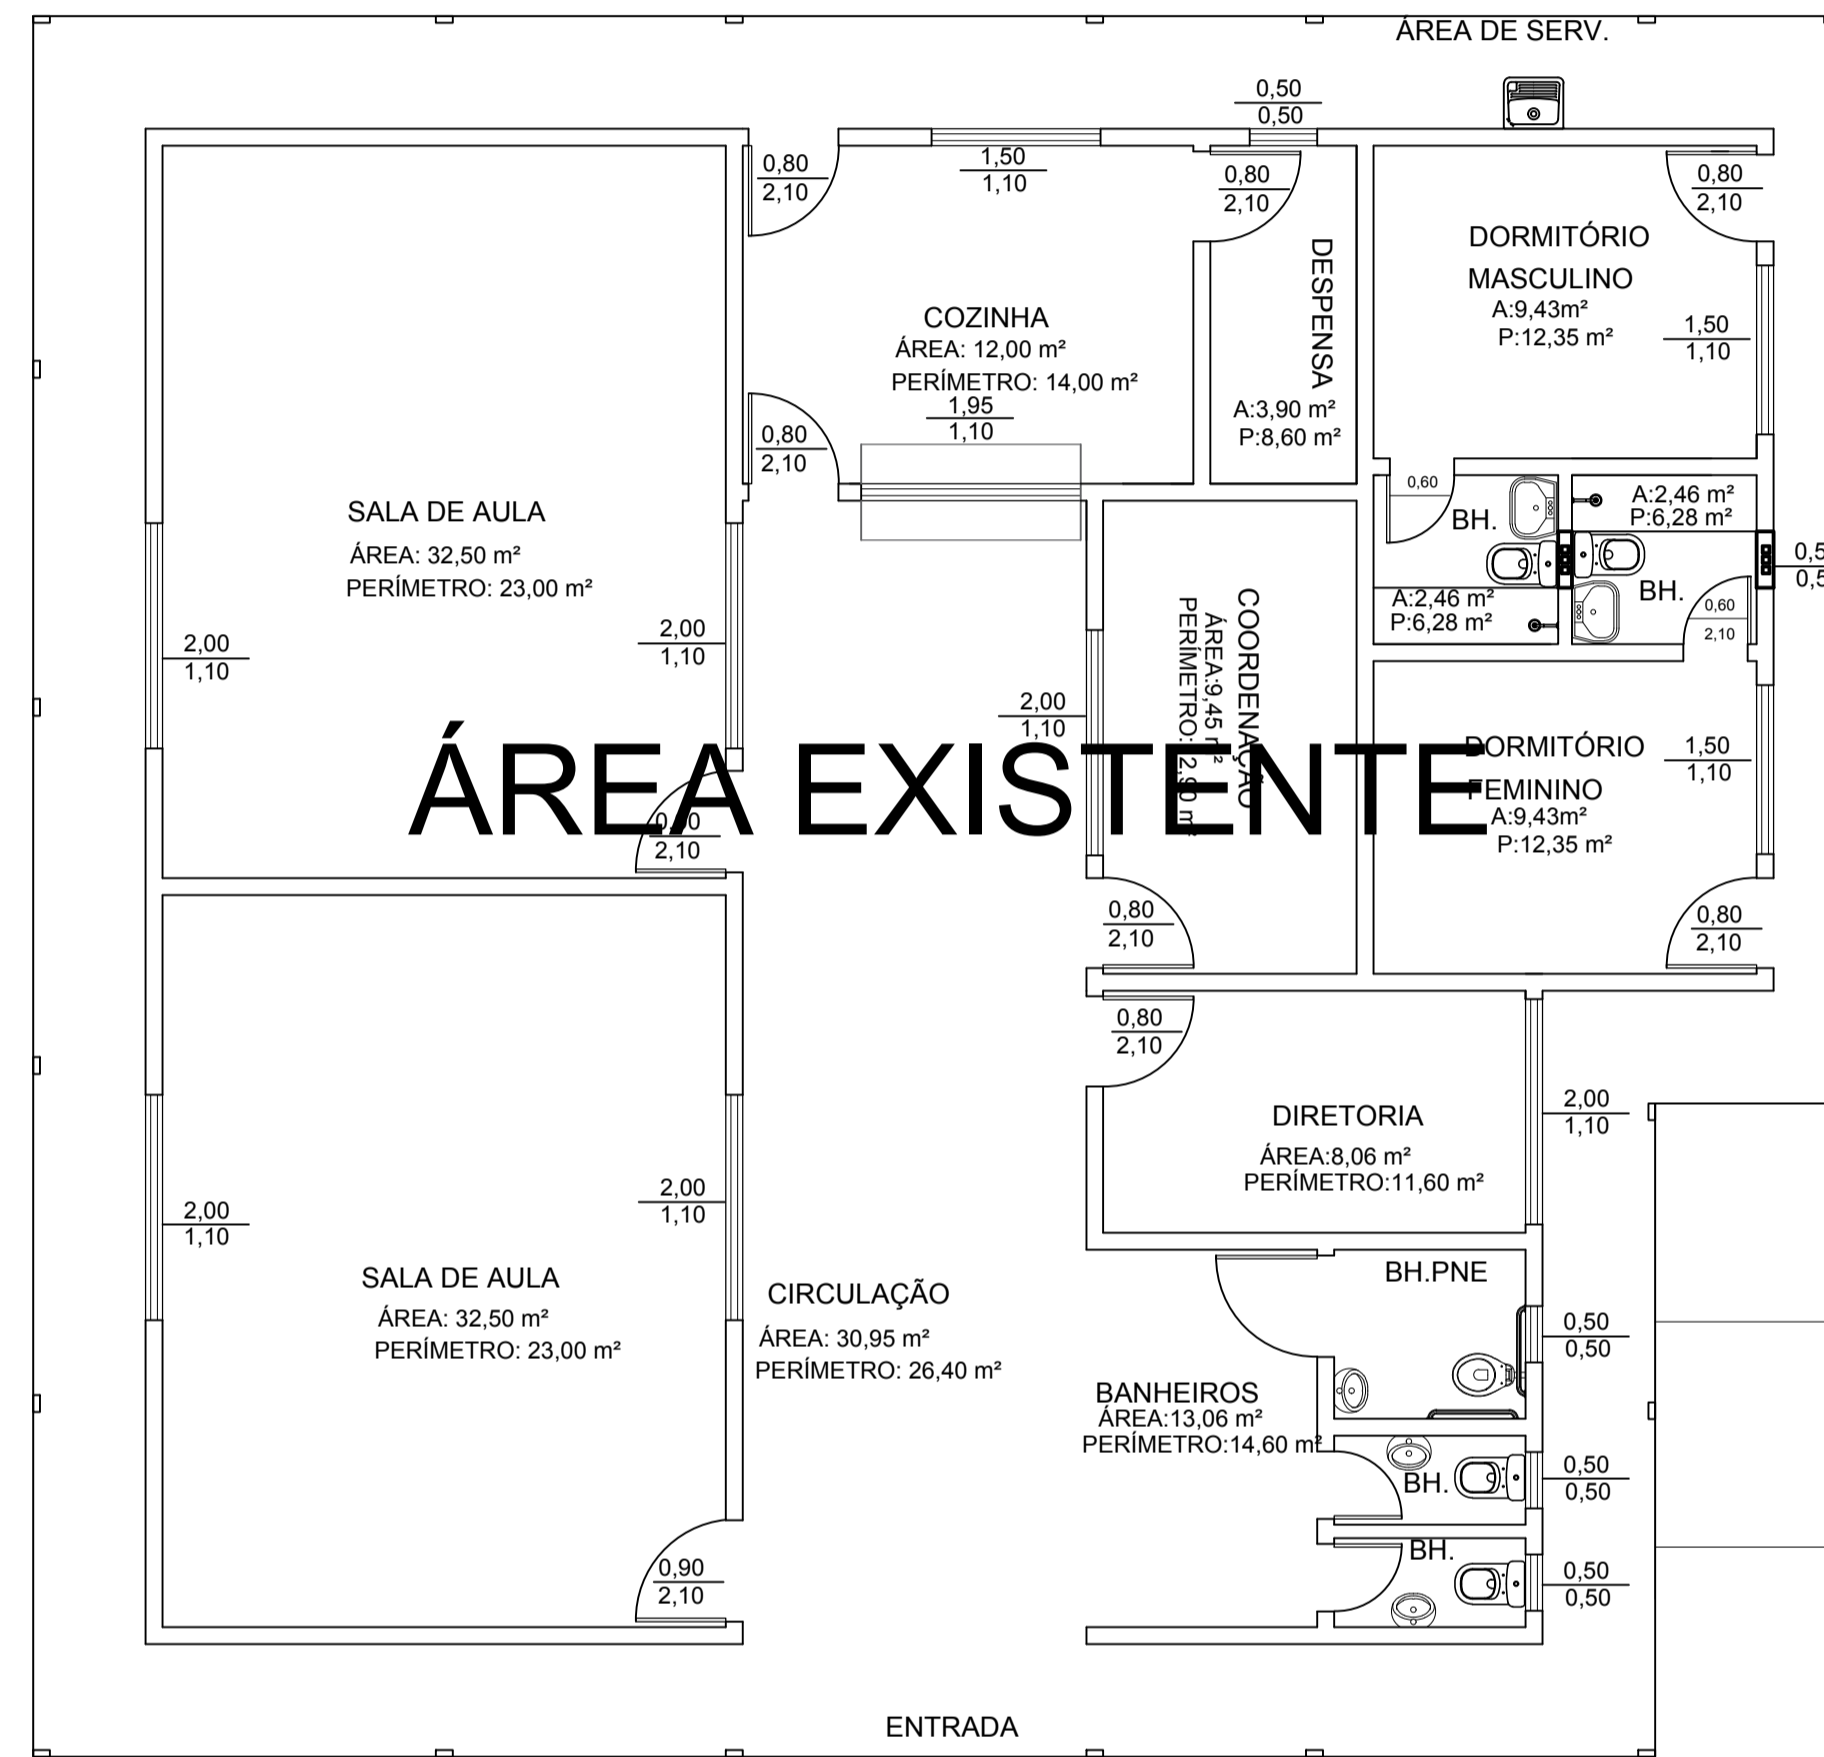 ÁREA DE SERV.
0,50
0,50
0,80
2,10
1,50
1,10
0,80
2,10
0,80
2,10
DORMITÓRIO
MASCULINO
A:9,43m²
P:12,35 m²
1,50
1,10
DESPENSA
A:3,90 m²
P:8,60 m²
COZINHA
ÁREA: 12,00 m²
PERÍMETRO: 14,00 m²
1,95
1,10
0,80
2,10
SALA DE AULA
ÁREA: 32,50 m²
PERÍMETRO: 23,00 m²
2,00
1,10
2,00
1,10
0,60
BH.
A:2,46 m²
P:6,28 m²
A:2,46 m²
P:6,28 m²
BH.
0,60
2,10
COORDENAÇÃO
ÁREA:9,45 m²
PERÍMETRO:
2,00
1,10
ÁREA EXISTENTE
DORMITÓRIO
FEMININO
A:9,43m²
P:12,35 m²
1,50
1,10
2,10
0,80
2,10
0,80
2,10
0,80
2,10
DIRETORIA
ÁREA:8,06 m²
PERÍMETRO:11,60 m²
2,00
1,10
2,00
1,10
2,00
1,10
SALA DE AULA
ÁREA: 32,50 m²
PERÍMETRO: 23,00 m²
CIRCULAÇÃO
ÁREA: 30,95 m²
PERÍMETRO: 26,40 m²
BH.PNE
0,50
0,50
BANHEIROS
ÁREA:13,06 m²
PERÍMETRO:14,60 m²
BH.
0,50
0,50
BH.
0,50
0,50
0,90
2,10
ENTRADA